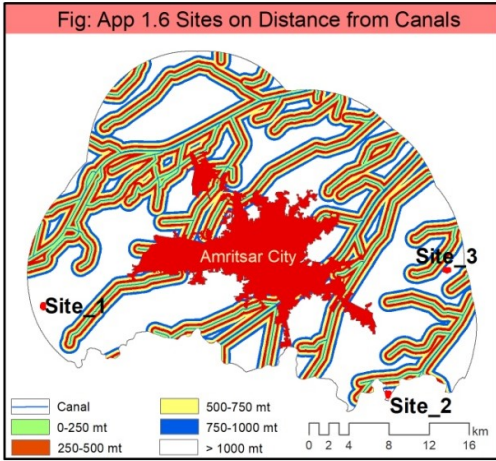 Fig: App 1.6 Sites on Distance from Canals
Amritsar City
Site_3
Site_1
Site_2
Canal
0-250 mt
250-500 mt
500-750 mt
750-1000 mt
> 1000 mt
km
0 2 4 8 12 16